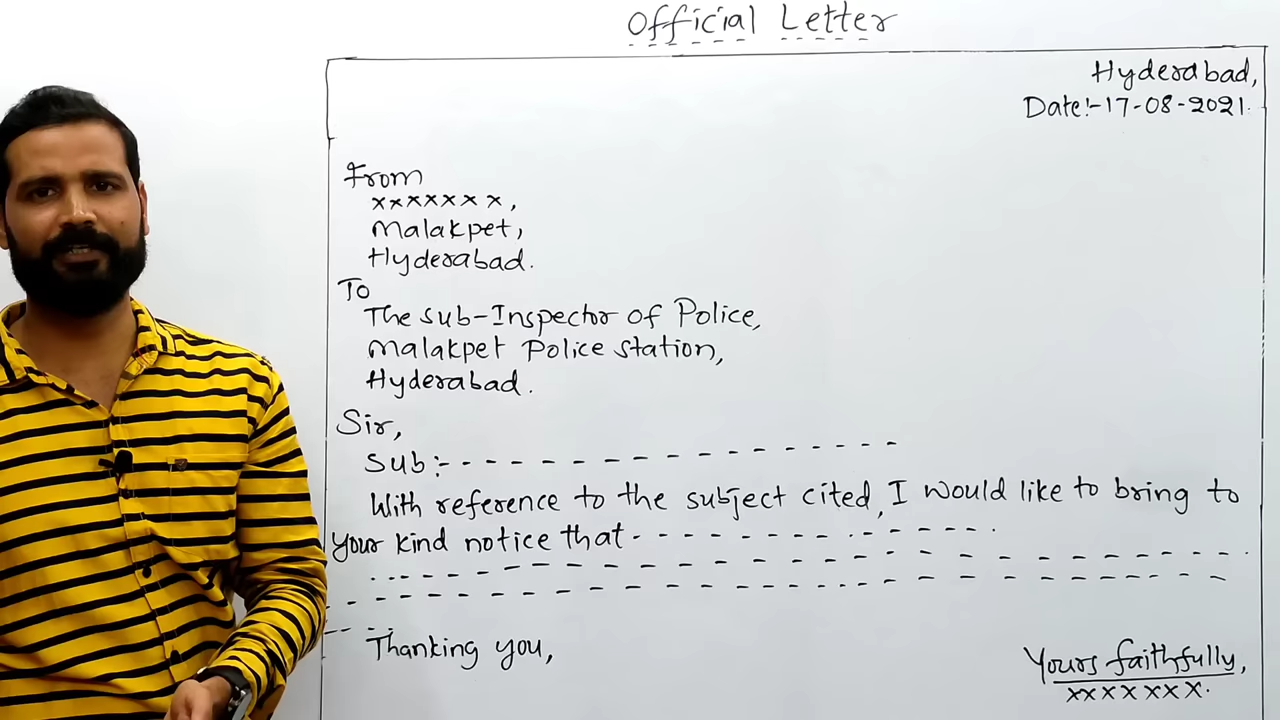 Official Letter
Hyderabad,
Date:-17-08-2021.
From
xxxxxxx,
Malakpet,
Hyderabad.
To
The Sub-Inspector of Police,
Malakpet Police Station,
Hyderabad.
Sir,
Sub:- - - - - - - - - - - - - - - - -
With reference to the subject cited, I would like to bring to
your kind notice that - - - - - - - - - - - - - -.
Thanking you,
Yours faithfully,
xxxxxxx.